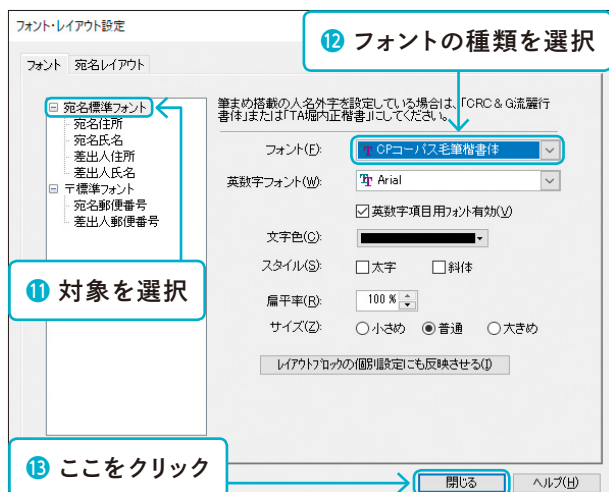 フォント・レイアウト設定
⑫ フォントの種類を選択
フォント 宛名レイアウト
宛名標準フォント
宛名住所
宛名氏名
差出人住所
差出人氏名
〒標準フォント
宛名郵便番号
差出人郵便番号
筆まめ搭載の人名外字を設定している場合は、「CRC&G流麗行
書体」または「TA堀内正楷書」にしてください。
フォント(F): CPコーパス毛筆楷書体
英数字フォント(W): Arial
英数字項目用フォント有効(V)
文字色(C):
スタイル(S): 太字 斜体
扁平率(R): 100 %
サイズ(Z): 小さめ 普通 大きめ
レイアウトブロックの個別設定にも反映させる(I)
⑪ 対象を選択
⑬ ここをクリック
閉じる ヘルプ(H)